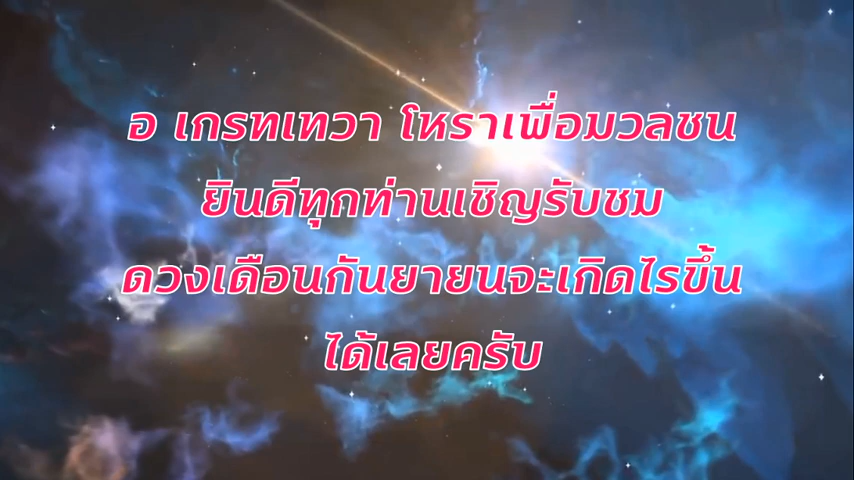 อ เกรทเทวา โหราเพื่อมวลชน
ยินดีทุกท่านเชิญรับชม
ดวงเดือนกันยายนจะเกิดไรขึ้น
ได้เลยครับ